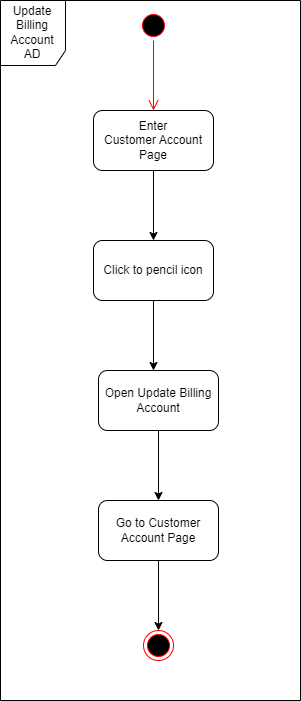 Update
Billing
Account
AD
Enter
Customer Account
Page
Click to pencil icon
Open Update Billing
Account
Go to Customer
Account Page